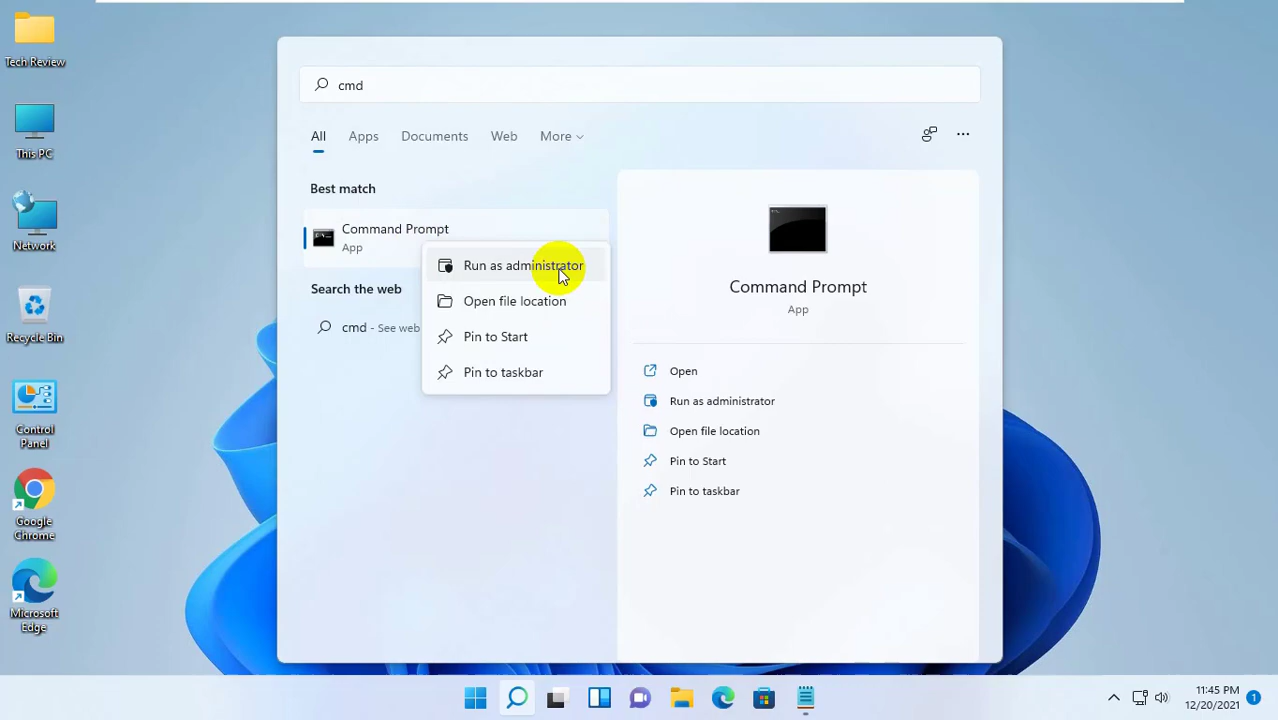 Tech Review
This PC
Network
Recycle Bin
Control
Panel
Google
Chrome
Microsoft
Edge
cmd
All Apps Documents Web More
Best match
Command Prompt
App
Run as administrator
Open file location
Pin to Start
Pin to taskbar
Search the web
cmd - See web
Command Prompt
App
Open
Run as administrator
Open file location
Pin to Start
Pin to taskbar
11:45 PM
12/20/2021
1